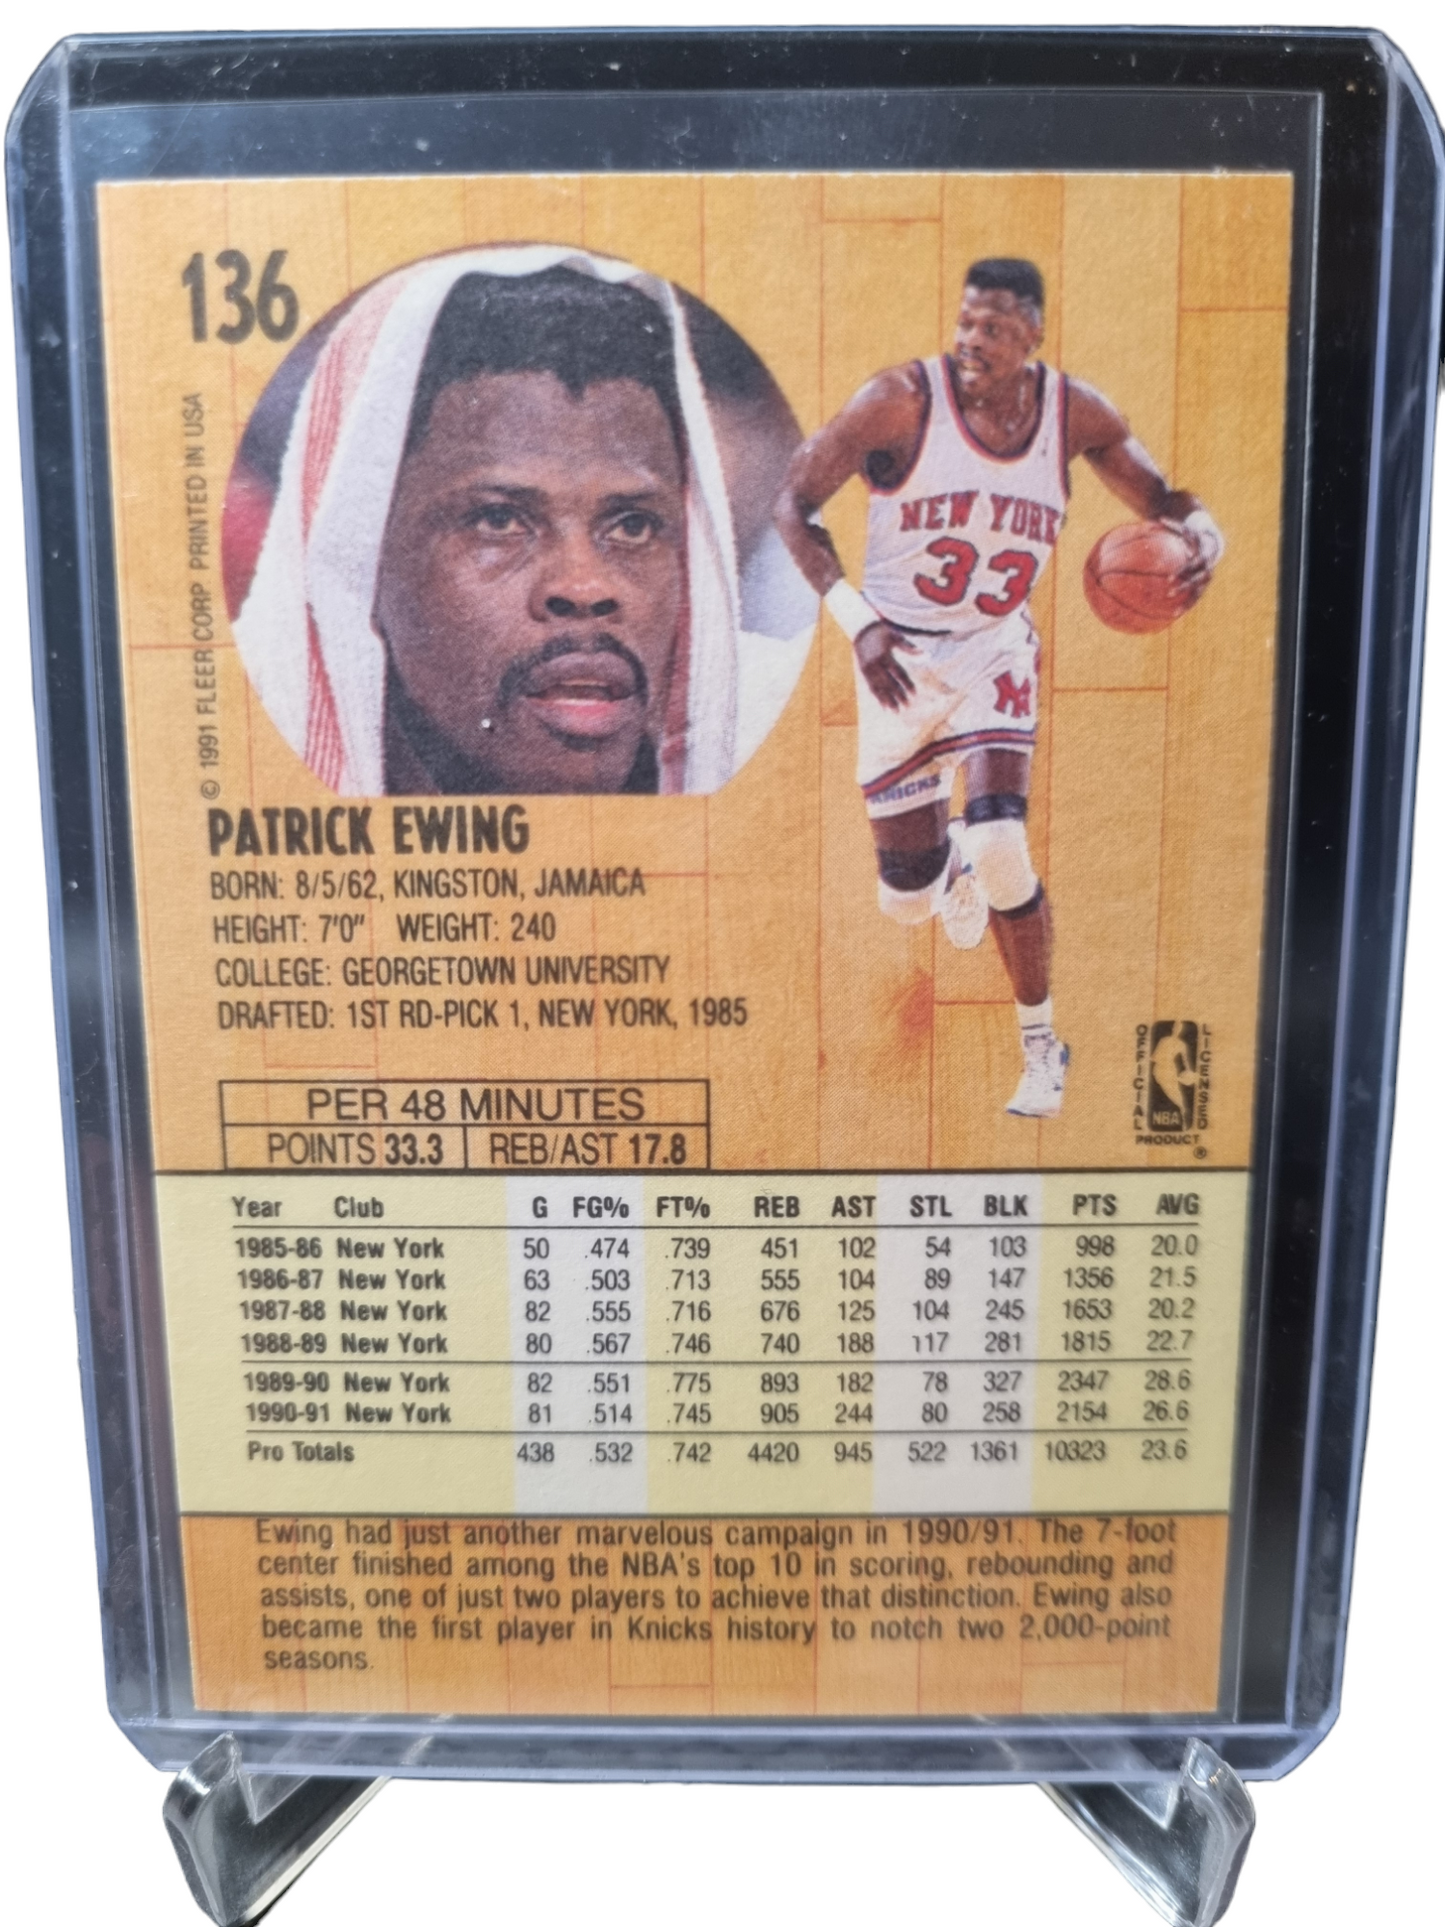 136
© 1991 FLEER CORP PRINTED IN USA
NEW YORK
33
NY
KNICKS
PATRICK EWING
BORN: 8/5/62, KINGSTON, JAMAICA
HEIGHT: 7'0" WEIGHT: 240
COLLEGE: GEORGETOWN UNIVERSITY
DRAFTED: 1ST RD-PICK 1, NEW YORK, 1985
OFFICIAL LICENSED
NBA
PRODUCT
®
PER 48 MINUTES
POINTS 33.3 REB/AST 17.8
Year Club G FG% FT% REB AST STL BLK PTS AVG
1985-86 New York 50 .474 .739 451 102 54 103 998 20.0
1986-87 New York 63 .503 .713 555 104 89 147 1356 21.5
1987-88 New York 82 .555 .716 676 125 104 245 1653 20.2
1988-89 New York 80 .567 .746 740 188 117 281 1815 22.7
1989-90 New York 82 .551 .775 893 182 78 327 2347 28.6
1990-91 New York 81 .514 .745 905 244 80 258 2154 26.6
Pro Totals 438 .532 .742 4420 945 522 1361 10323 23.6
Ewing had just another marvelous campaign in 1990/91. The 7-foot
center finished among the NBA's top 10 in scoring, rebounding and
assists, one of just two players to achieve that distinction. Ewing also
became the first player in Knicks history to notch two 2,000-point
seasons.